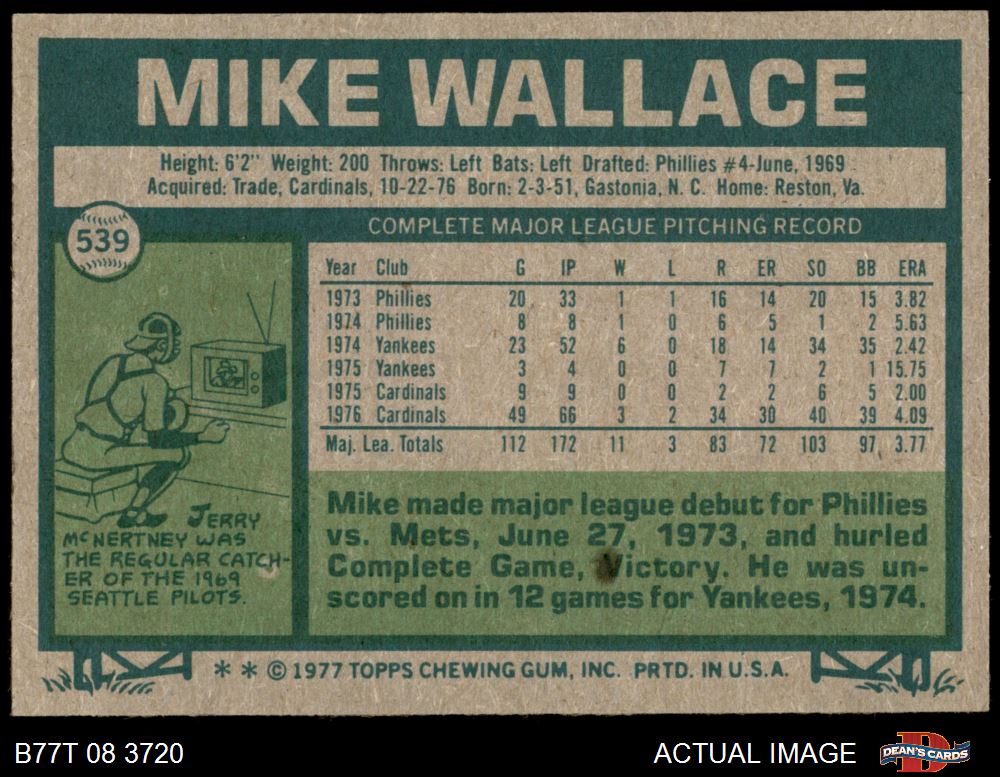 MIKE WALLACE
Height: 6'2" Weight: 200 Throws: Left Bats: Left Drafted: Phillies #4-June, 1969
Acquired: Trade, Cardinals, 10-22-76 Born: 2-3-51, Gastonia, N. C. Home: Reston, Va.
539
COMPLETE MAJOR LEAGUE PITCHING RECORD
Year Club G IP W L R ER SO BB ERA
1973 Phillies 20 33 1 1 16 14 20 15 3.82
1974 Phillies 8 8 1 0 6 5 1 2 5.63
1974 Yankees 23 52 6 0 18 14 34 35 2.42
1975 Yankees 3 4 0 0 7 7 2 1 15.75
1975 Cardinals 9 9 0 0 2 2 6 5 2.00
1976 Cardinals 49 66 3 2 34 30 40 39 4.09
Maj. Lea. Totals 112 172 11 3 83 72 103 97 3.77
JERRY
McNERTNEY WAS
THE REGULAR CATCH-
ER OF THE 1969
SEATTLE PILOTS.
Mike made major league debut for Phillies
vs. Mets, June 27, 1973, and hurled
Complete Game, Victory. He was un-
scored on in 12 games for Yankees, 1974.
* * © 1977 TOPPS CHEWING GUM, INC. PRTD. IN U.S.A.
B77T 08 3720
ACTUAL IMAGE
DEAN'S CARDS